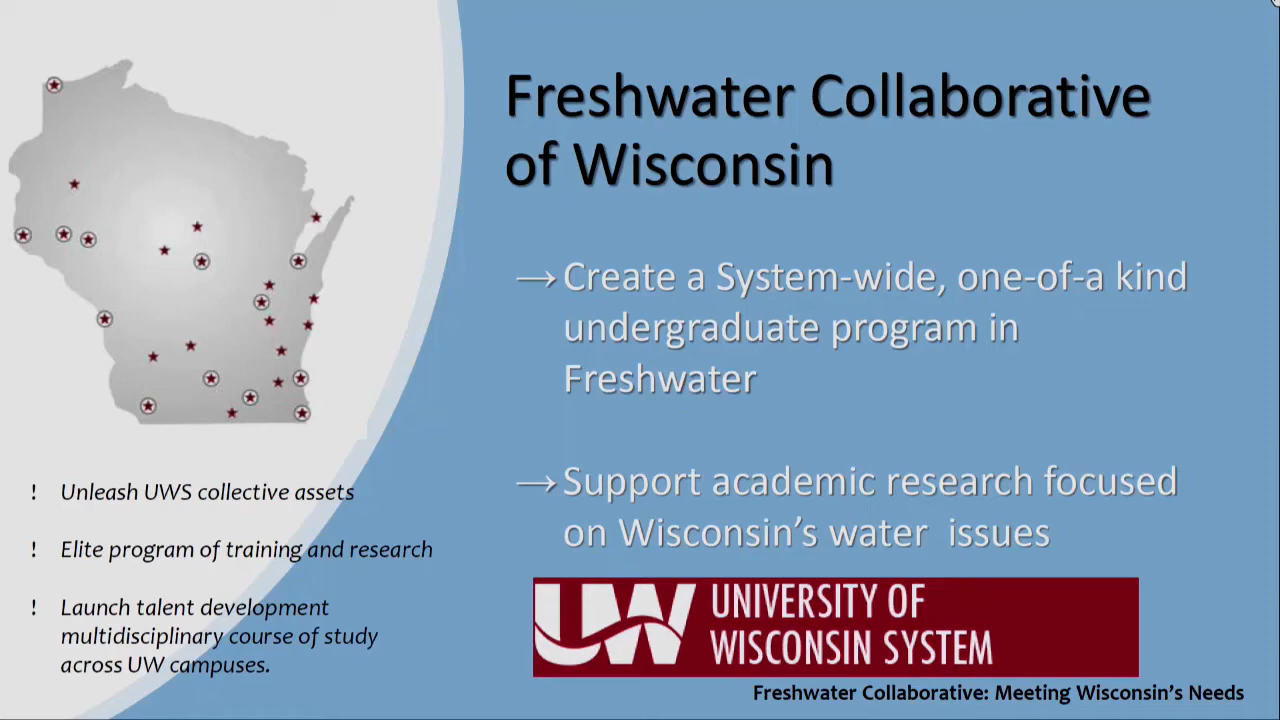 Freshwater Collaborative
of Wisconsin
→Create a System-wide, one-of-a kind
undergraduate program in
Freshwater
→Support academic research focused
on Wisconsin's water  issues
! Unleash UWS collective assets
! Elite program of training and research
! Launch talent development
multidisciplinary course of study
across UW campuses.
UW
UNIVERSITY OF
WISCONSIN SYSTEM
Freshwater Collaborative: Meeting Wisconsin's Needs